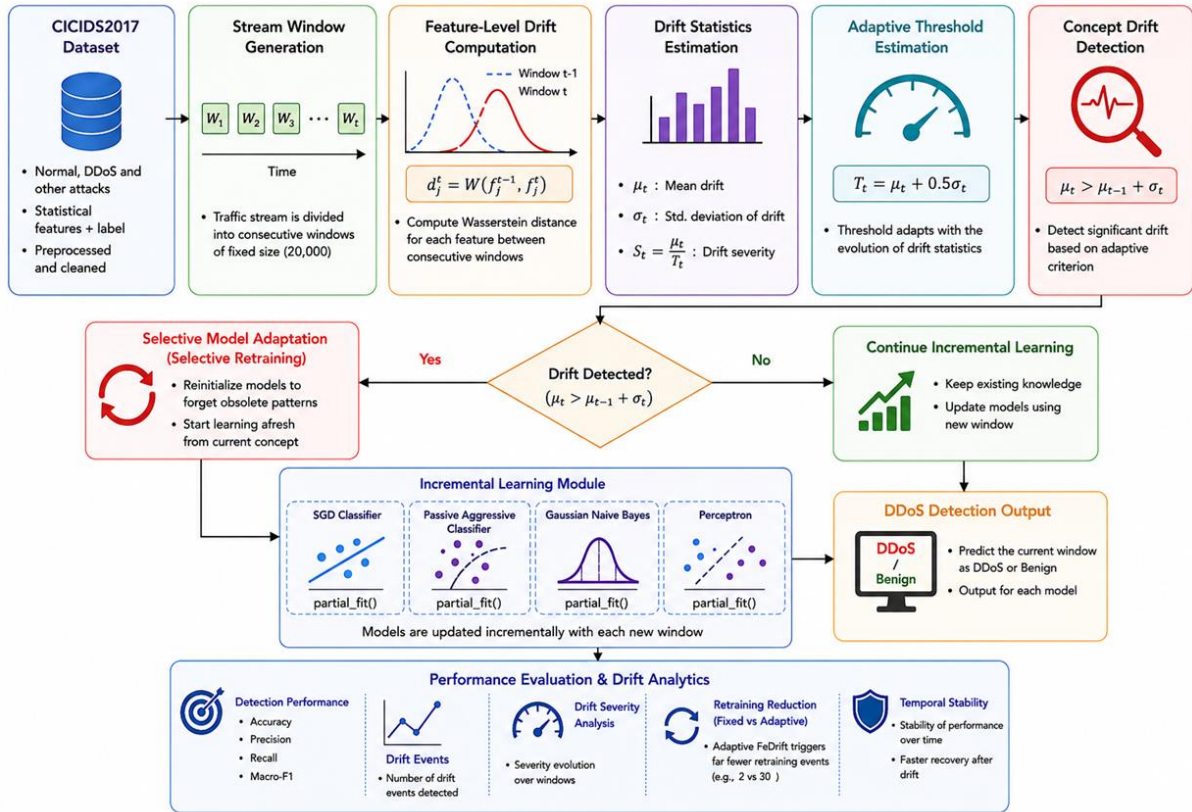 CICIDS2017
Dataset
Normal, DDoS and
other attacks
Statistical
features + label
Preprocessed
and cleaned
Stream Window
Generation
W₁ W₂ W₃ ··· Wₜ
Time
Traffic stream is divided
into consecutive windows
of fixed size (20,000)
Feature-Level Drift
Computation
Window t-1
Window t
d_j^t = W(f_j^{t-1}, f_j^t)
Compute Wasserstein distance
for each feature between
consecutive windows
Drift Statistics
Estimation
μₜ : Mean drift
σₜ : Std. deviation of drift
Sₜ = μₜ/Tₜ : Drift severity
Adaptive Threshold
Estimation
Tₜ = μₜ + 0.5σₜ
Threshold adapts with the
evolution of drift statistics
Concept Drift
Detection
μₜ > μₜ₋₁ + σₜ
Detect significant drift
based on adaptive
criterion
Selective Model Adaptation
(Selective Retraining)
Reinitialize models to
forget obsolete patterns
Start learning afresh
from current concept
Yes
Drift Detected?
(μₜ > μₜ₋₁ + σₜ)
No
Continue Incremental Learning
Keep existing knowledge
Update models using
new window
Incremental Learning Module
SGD Classifier
partial_fit()
Passive Aggressive
Classifier
partial_fit()
Gaussian Naive Bayes
partial_fit()
Perceptron
partial_fit()
Models are updated incrementally with each new window
DDoS Detection Output
DDoS
/
Benign
Predict the current window
as DDoS or Benign
Output for each model
Performance Evaluation & Drift Analytics
Detection Performance
Accuracy
Precision
Recall
Macro-F1
Drift Events
Number of drift
events detected
Drift Severity
Analysis
Severity evolution
over windows
Retraining Reduction
(Fixed vs Adaptive)
Adaptive FeDrift triggers
far fewer retraining events
(e.g., 2 vs 30 )
Temporal Stability
Stability of performance
over time
Faster recovery after
drift